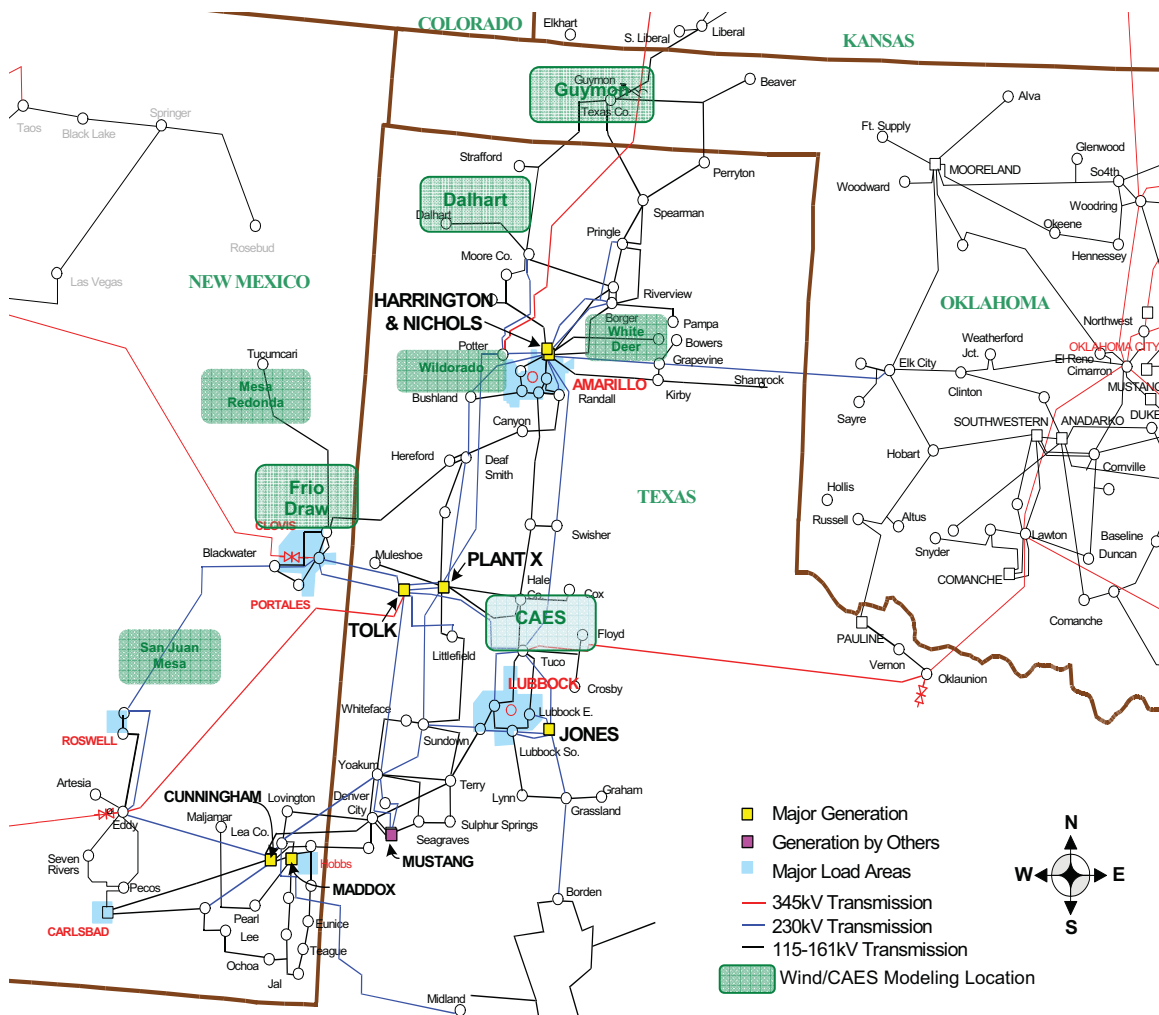 COLORADO
Elkhart
S. Liberal
Liberal
KANSAS
Guymon
Guymon
Texas Co.
Beaver
Taos
Black Lake
Springer
Rosebud
Las Vegas
NEW MEXICO
Alva
Ft. Supply
Glenwood
MOORELAND
So4th
Woodward
Woodring
Okeene
Hennessey
Strafford
Perryton
Dalhart
Dalhart
Spearman
Pringle
Moore Co.
HARRINGTON
& NICHOLS
Riverview
Borger
White
Deer
Pampa
Bowers
Grapevine
Potter
Wildorado
AMARILLO
Bushland
Randall
Kirby
Shamrock
Canyon
OKLAHOMA
Northwest
Weatherford
Jct.
OKLAHOMA CITY
El Reno
Cimarron
Elk City
Clinton
MUSTANG
DUKE
Sayre
SOUTHWESTERN
ANADARKO
Hobart
Cornville
Tucumcari
Mesa
Redonda
Hereford
Deaf
Smith
TEXAS
Hollis
Russell
Altus
Frio
Draw
CLOVIS
Swisher
Snyder
Lawton
Baseline
Duncan
COMANCHE
Comanche
Blackwater
Muleshoe
PLANT X
Hale
Co.
Cox
PORTALES
TOLK
CAES
Floyd
Littlefield
Tuco
PAULINE
Vernon
Oklaunion
San Juan
Mesa
LUBBOCK
Crosby
Whiteface
Lubbock E.
Sundown
JONES
Lubbock So.
ROSWELL
Yoakum
Terry
Artesia
Eddy
CUNNINGHAM
Lovington
Denver
City
Lynn
Graham
Grassland
Maljamar
Lea Co.
Seagraves
Sulphur Springs
MUSTANG
Seven
Rivers
Hobbs
MADDOX
Pecos
Borden
CARLSBAD
Pearl
Lee
Eunice
Teague
Ochoa
Jal
Midland
Major Generation
Generation by Others
Major Load Areas
345kV Transmission
230kV Transmission
115-161kV Transmission
Wind/CAES Modeling Location
N
W
E
S